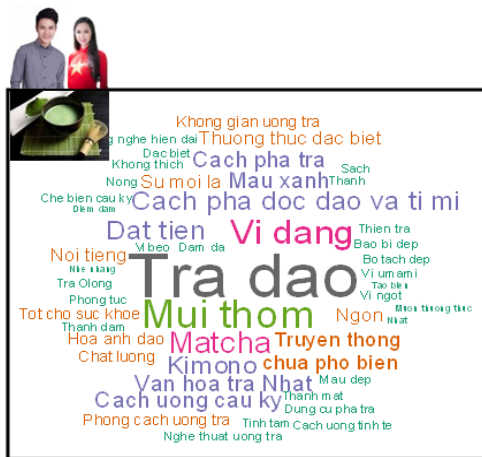 Khong gian uong tra
g nghe hien dai Thuong thuc dac biet
Dac biet
Khong thich Cach pha tra
Sach
Nong Su moi la Mau xanh Thanh
Che bien cau ky Cach pha doc dao va ti mi
Diem dam
Dat tien Vi dang Thien tra
Bao bi dep
Noi tieng Vi beo Dam da Bo tach dep
Nhe nhang Tra dao Vi umami
Tra Olong Tao bien
Vi ngot
Phong tuc Mui thom Muon thuong thuc
Tot cho suc khoe Ngon Nhat
Thanh dam
Hoa anh dao Matcha Truyen thong
Chat luong Kimono chua pho bien
Van hoa tra Nhat Mau dep
Cach uong cau ky Thanh mat
Dung cu pha tra
Phong cach uong tra Tinh tam Cach uong tinh te
Nghe thuat uong tra